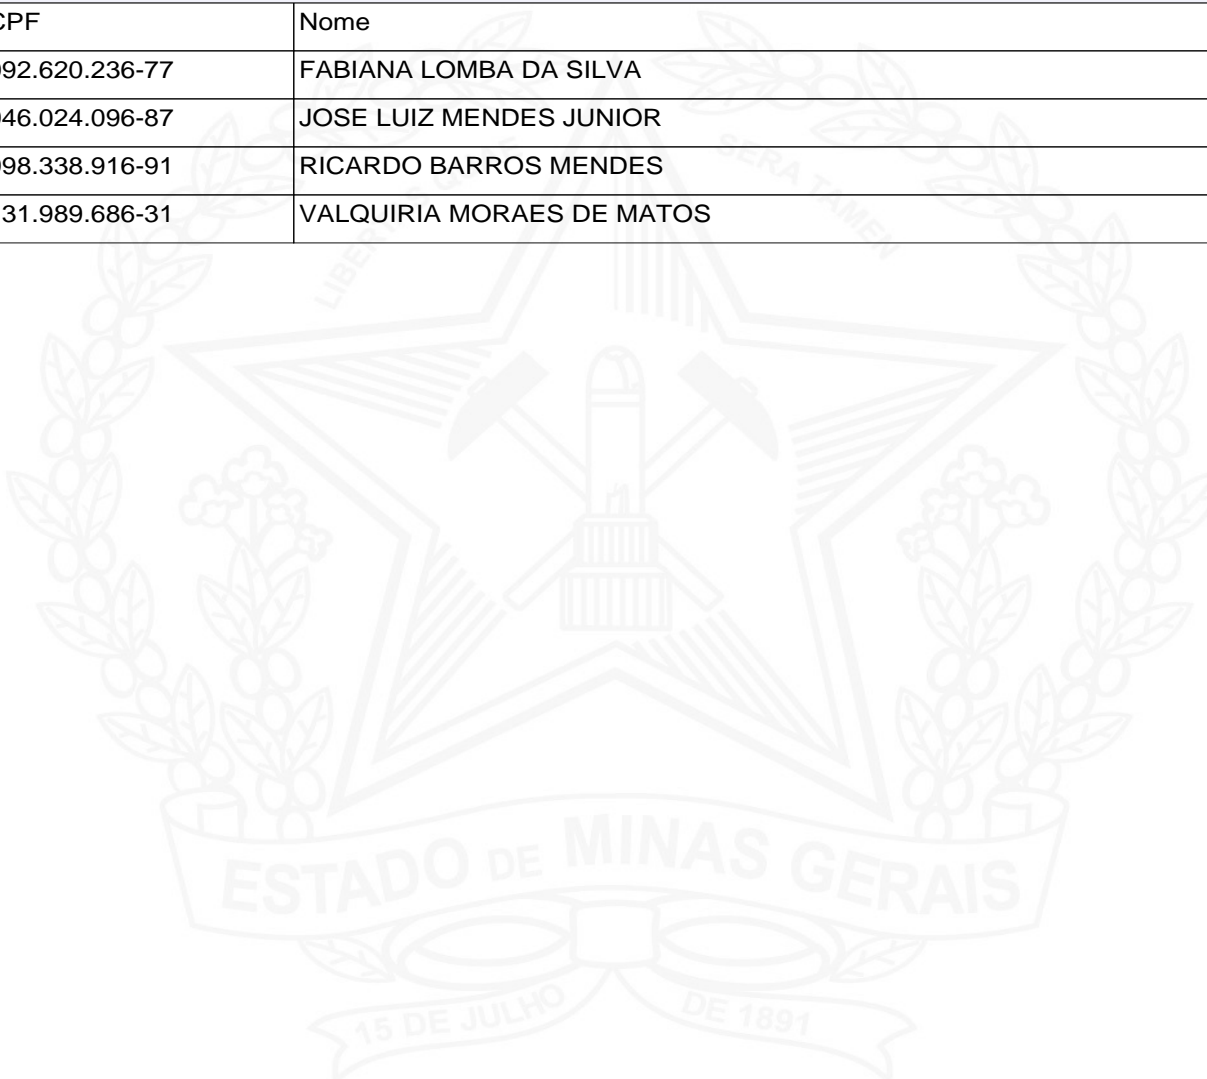 CPF Nome
92.620.236-77 FABIANA LOMBA DA SILVA
46.024.096-87 JOSE LUIZ MENDES JUNIOR
98.338.916-91 RICARDO BARROS MENDES
31.989.686-31 VALQUIRIA MORAES DE MATOS
LIBERTAS QUAE SERA TAMEN
ESTADO DE MINAS GERAIS
15 DE JULHO DE 1891